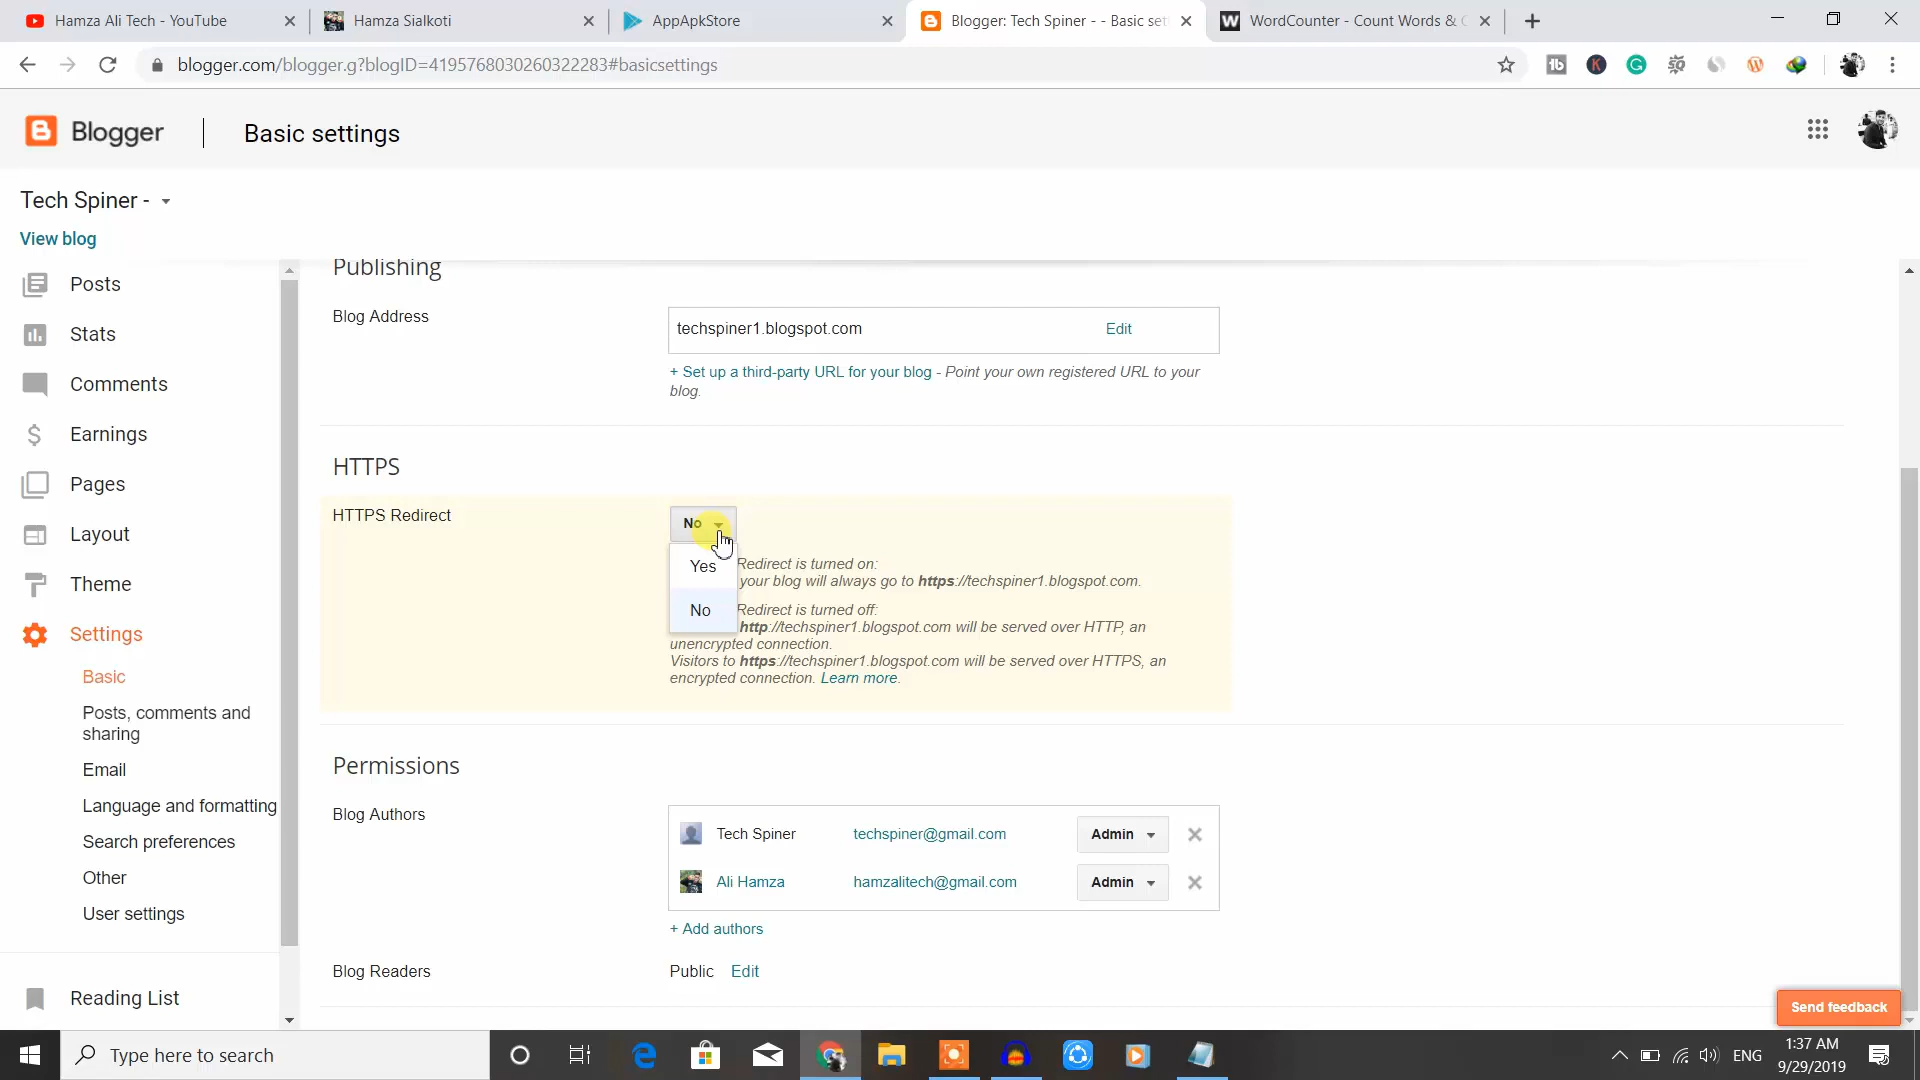 Hamza Ali Tech - YouTube
Hamza Sialkoti
AppApkStore
Blogger: Tech Spiner - - Basic set
WordCounter - Count Words &
blogger.com/blogger.g?blogID=4195768030260322283#basicsettings
Blogger
Basic settings
Tech Spiner -
View blog
Posts
Stats
Comments
Earnings
Pages
Layout
Theme
Settings
Basic
Posts, comments and
sharing
Email
Language and formatting
Search preferences
Other
User settings
Reading List
Publishing
Blog Address
techspiner1.blogspot.com
Edit
+ Set up a third-party URL for your blog - Point your own registered URL to your
blog.
HTTPS
HTTPS Redirect
No
Yes
No
Redirect is turned on:
your blog will always go to https://techspiner1.blogspot.com.
Redirect is turned off:
http://techspiner1.blogspot.com will be served over HTTP, an
unencrypted connection.
Visitors to https://techspiner1.blogspot.com will be served over HTTPS, an
encrypted connection. Learn more.
Permissions
Blog Authors
Tech Spiner
techspiner@gmail.com
Admin
Ali Hamza
hamzalitech@gmail.com
Admin
+ Add authors
Blog Readers
Public
Edit
Send feedback
Type here to search
ENG
1:37 AM
9/29/2019